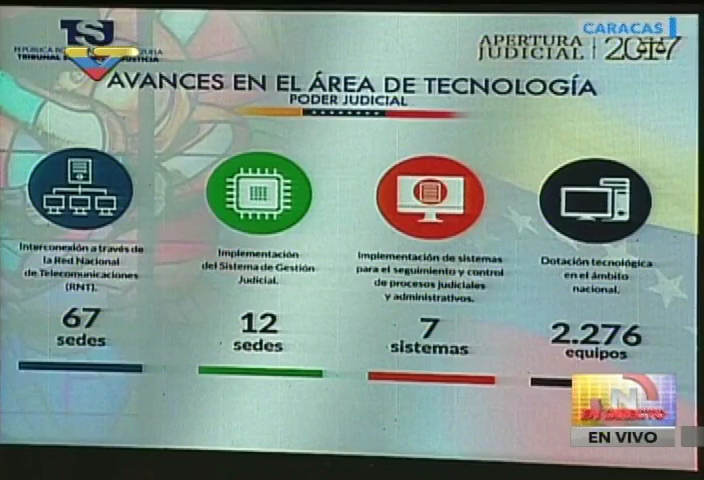 CARACAS
TSJ
TRIBUNAL
JUSTICIA
APERTURA
JUDICIAL
2017
AVANCES EN EL ÁREA DE TECNOLOGÍA
PODER JUDICIAL
Interconexión a través de
la Red Nacional
de Telecomunicaciones
(RNT).
67
sedes
Implementación
del Sistema de Gestión
Judicial.
12
sedes
Implementación de sistemas
para el seguimiento y control
de procesos judiciales
y administrativos.
7
sistemas
Dotación tecnológica
en el ámbito
nacional.
2.276
equipos
EN DIRECTO
EN VIVO